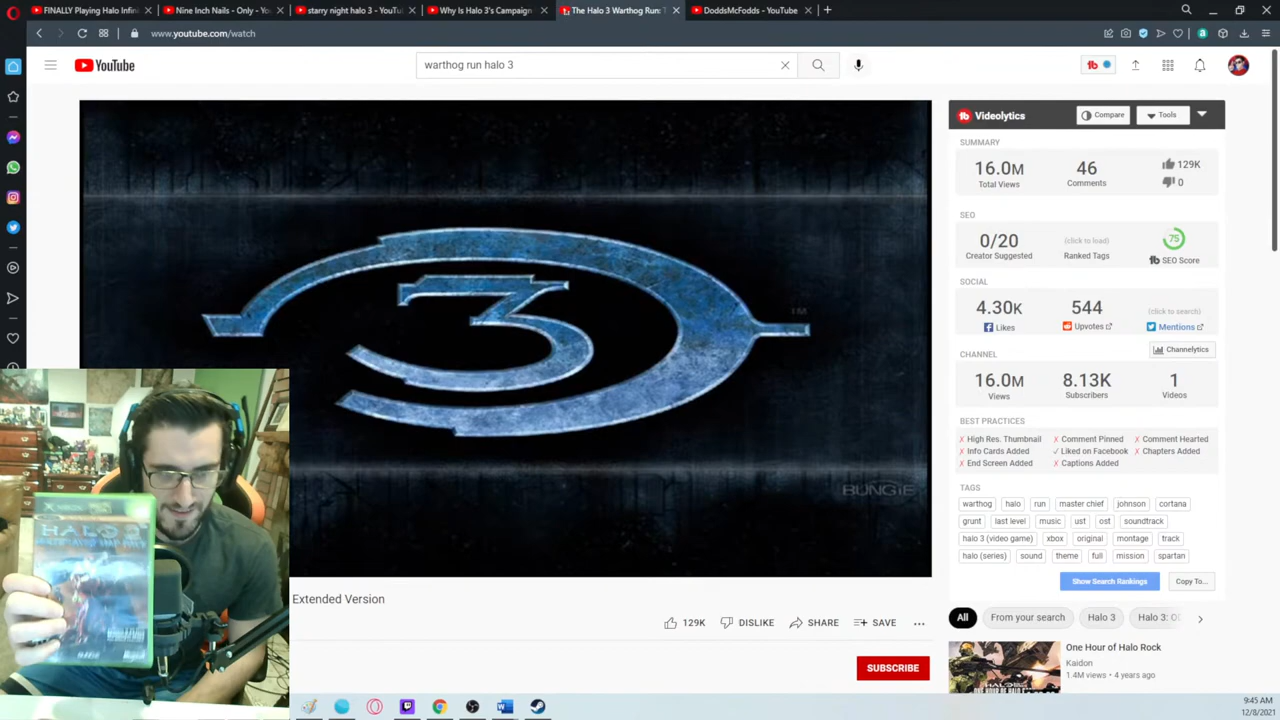 FINALLY Playing Halo Infini
Nine Inch Nails - Only - Yo
starry night halo 3 - YouTu
Why Is Halo 3's Campaign
The Halo 3 Warthog Run: T
DoddsMcFodds - YouTube
www.youtube.com/watch
YouTube
warthog run halo 3
3
TM
BUNGIE
Extended Version
129K
DISLIKE
SHARE
SAVE
SUBSCRIBE
Videolytics
Compare
Tools
SUMMARY
16.0M
46
129K
Total Views
Comments
0
SEO
0/20
(click to load)
75
Creator Suggested
Ranked Tags
tb SEO Score
SOCIAL
4.30K
544
(click to search)
Likes
Upvotes
Mentions
CHANNEL
Channelytics
16.0M
8.13K
1
Views
Subscribers
Videos
BEST PRACTICES
✗ High Res. Thumbnail ✗ Comment Pinned ✗ Comment Hearted
✗ Info Cards Added ✓ Liked on Facebook ✗ Chapters Added
✗ End Screen Added ✗ Captions Added
TAGS
warthog halo run master chief johnson cortana
grunt last level music ust ost soundtrack
halo 3 (video game) xbox original montage track
halo (series) sound theme full mission spartan
Show Search Rankings
Copy To...
All
From your search
Halo 3
Halo 3: O
One Hour of Halo Rock
Kaidon
1.4M views • 4 years ago
9:45 AM
12/8/2021